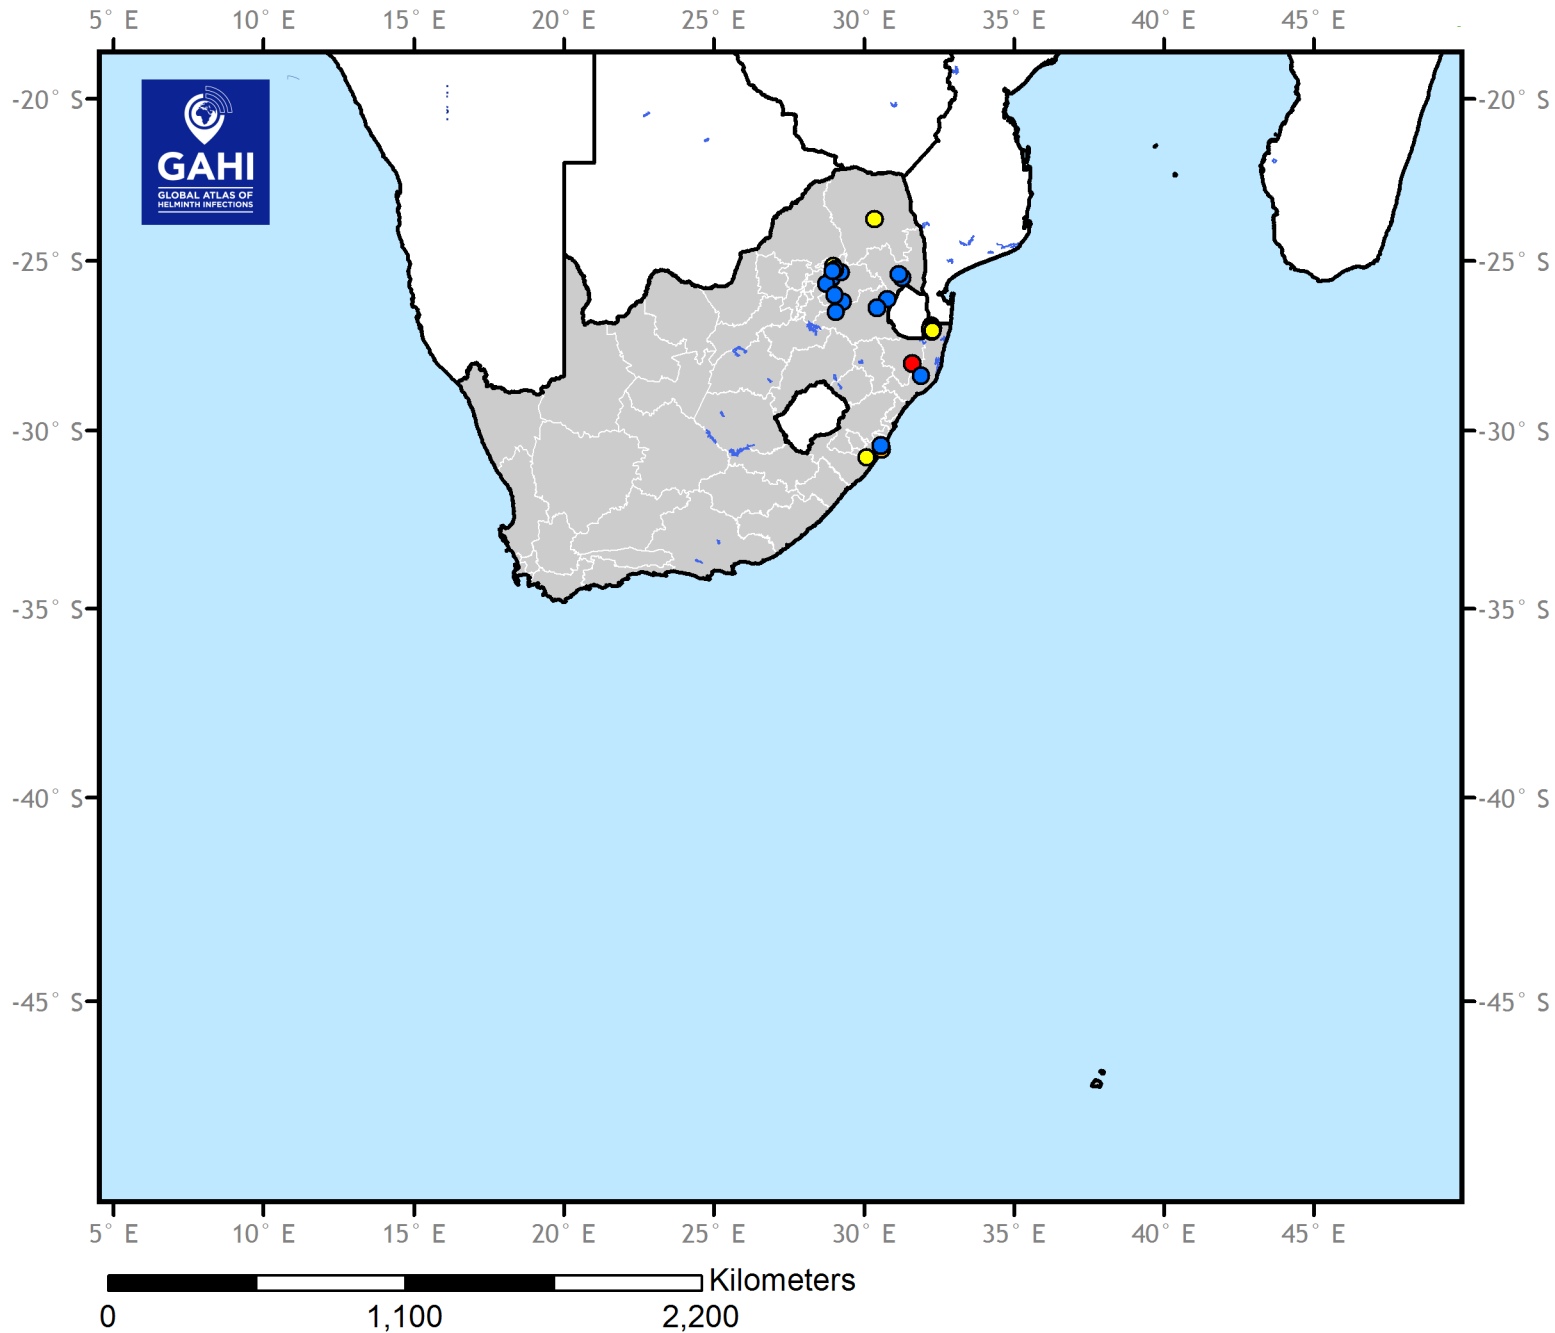 5° E 10° E 15° E 20° E 25° E 30° E 35° E 40° E 45° E
-20° S -20° S
GAHI
GLOBAL ATLAS OF
HELMINTH INFECTIONS
-25° S -25° S
-30° S -30° S
-35° S -35° S
-40° S -40° S
-45° S -45° S
5° E 10° E 15° E 20° E 25° E 30° E 35° E 40° E 45° E
Kilometers
0 1,100 2,200